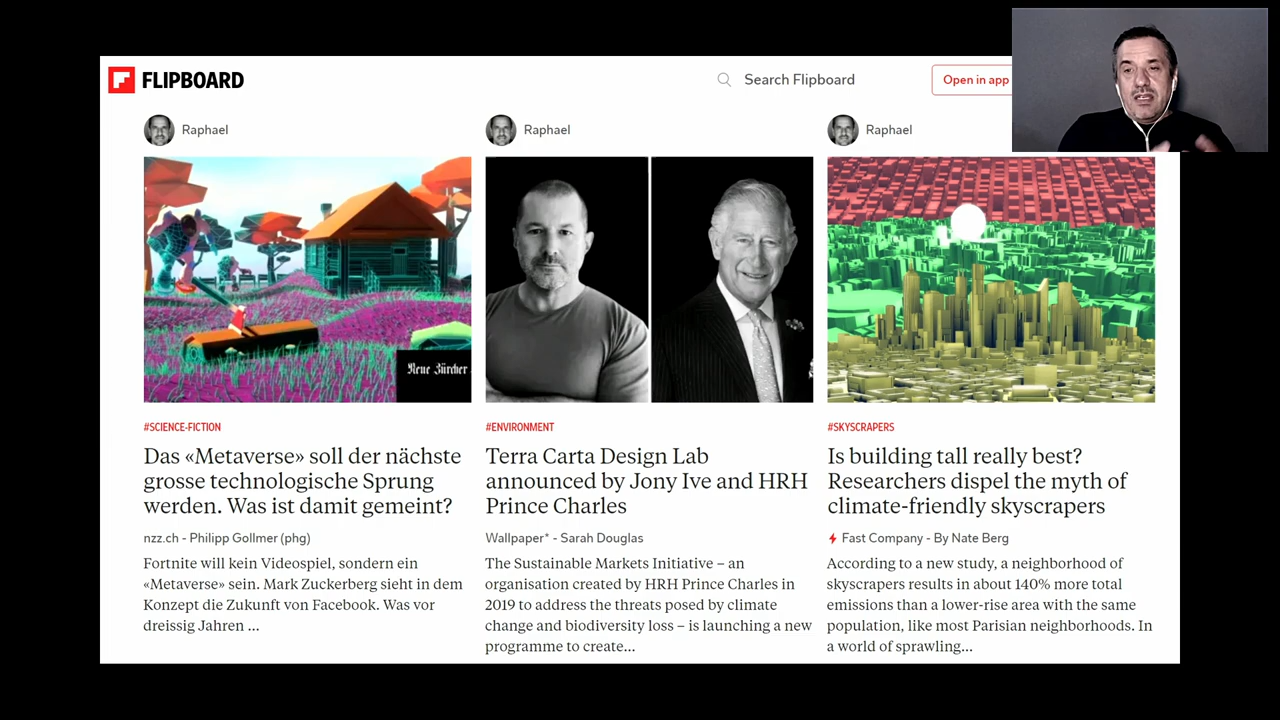 FLIPBOARD
Search Flipboard
Open in app
Raphael
Raphael
Raphael
Neue Zürcher
#SCIENCE-FICTION
Das «Metaverse» soll der nächste
grosse technologische Sprung
werden. Was ist damit gemeint?
nzz.ch - Philipp Gollmer (phg)
Fortnite will kein Videospiel, sondern ein
«Metaverse» sein. Mark Zuckerberg sieht in dem
Konzept die Zukunft von Facebook. Was vor
dreissig Jahren ...
#ENVIRONMENT
Terra Carta Design Lab
announced by Jony Ive and HRH
Prince Charles
Wallpaper* - Sarah Douglas
The Sustainable Markets Initiative – an
organisation created by HRH Prince Charles in
2019 to address the threats posed by climate
change and biodiversity loss – is launching a new
programme to create...
#SKYSCRAPERS
Is building tall really best?
Researchers dispel the myth of
climate-friendly skyscrapers
Fast Company - By Nate Berg
According to a new study, a neighborhood of
skyscrapers results in about 140% more total
emissions than a lower-rise area with the same
population, like most Parisian neighborhoods. In
a world of sprawling...